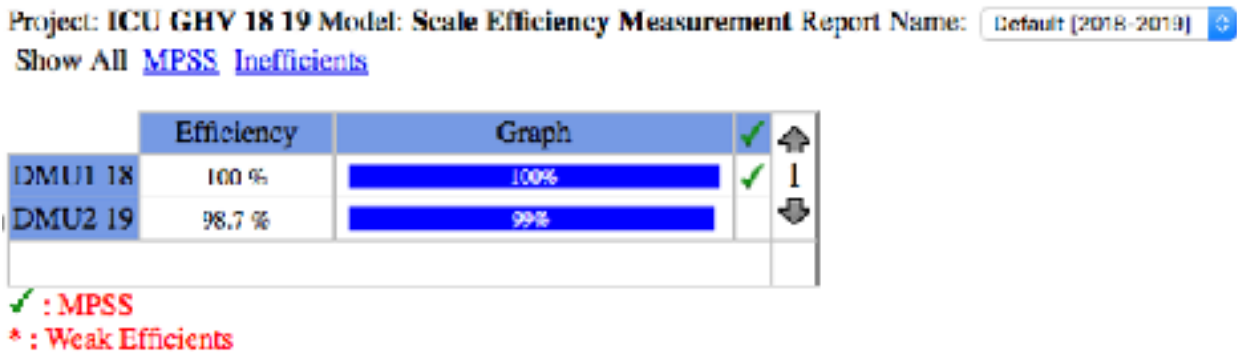 Project: ICU GHV 18 19 Model: Scale Efficiency Measurement Report Name: Default [2018-2019]
Show All MPSS Inefficients
Efficiency Graph ✓
DMU1 18 100 % 100% ✓ 1
DMU2 19 98.7 % 99%
✓ : MPSS
* : Weak Efficients